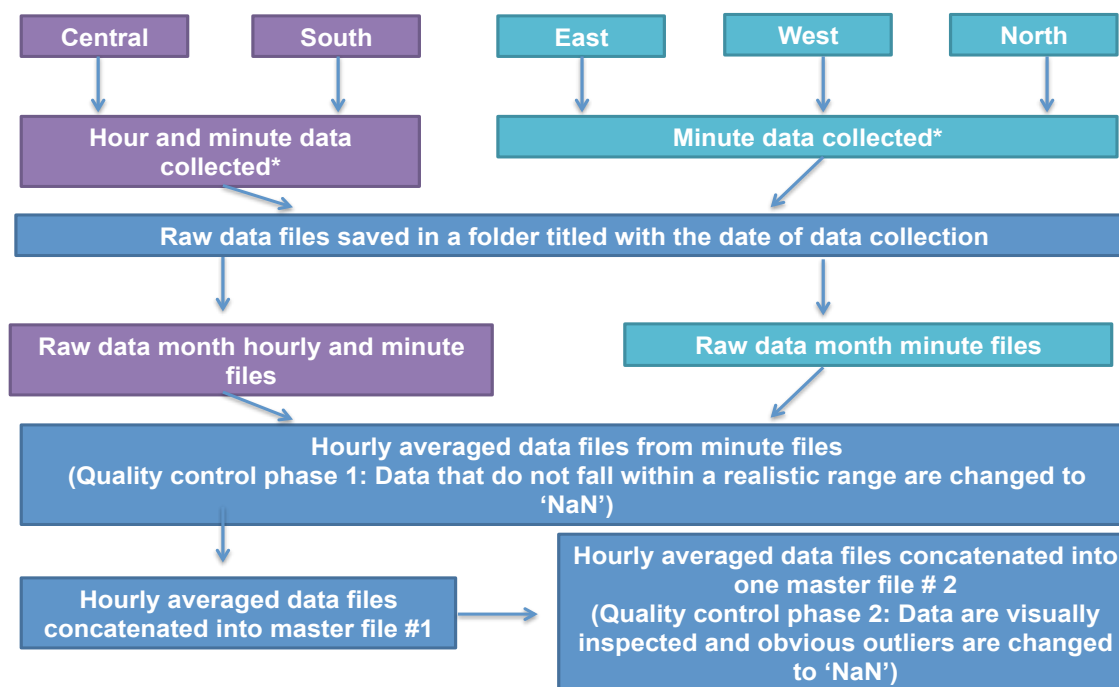 Central
South
East
West
North
Hour and minute data
collected*
Minute data collected*
Raw data files saved in a folder titled with the date of data collection
Raw data month hourly and minute
files
Raw data month minute files
Hourly averaged data files from minute files
(Quality control phase 1: Data that do not fall within a realistic range are changed to
‘NaN’)
Hourly averaged data files
concatenated into master file #1
Hourly averaged data files concatenated into
one master file # 2
(Quality control phase 2: Data are visually
inspected and obvious outliers are changed
to ‘NaN’)